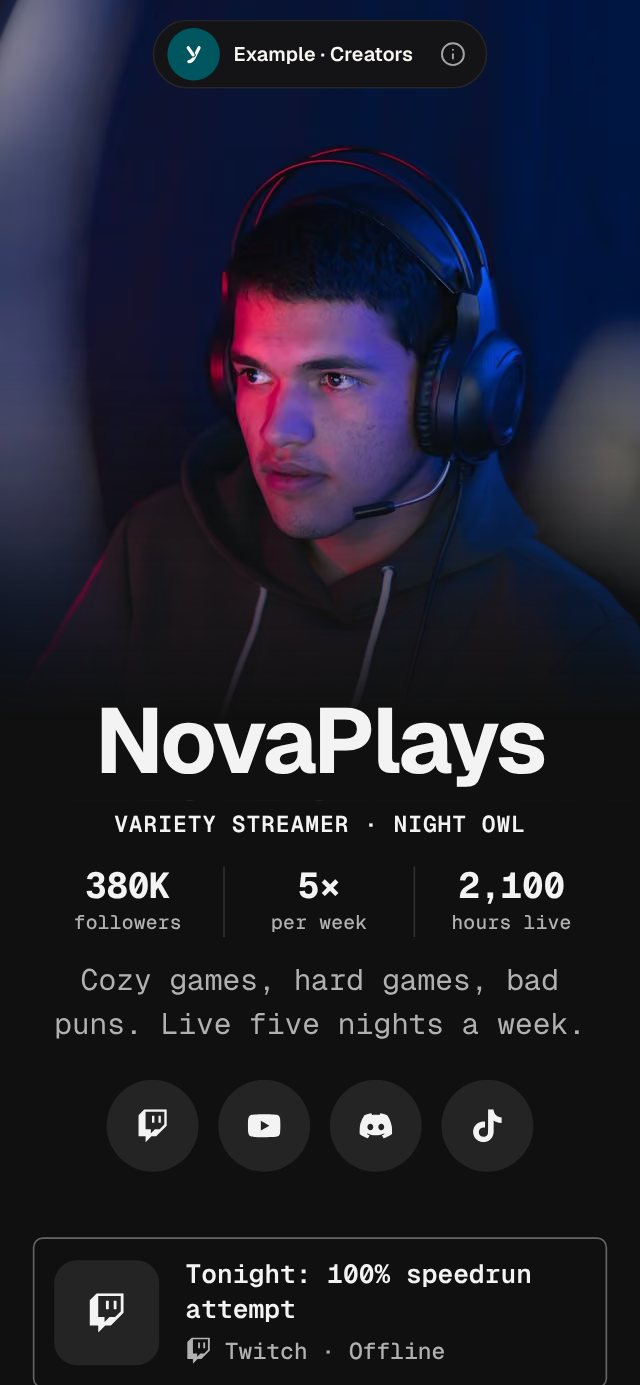 Example · Creators
NovaPlays
VARIETY STREAMER · NIGHT OWL
380K
followers
5×
per week
2,100
hours live
Cozy games, hard games, bad
puns. Live five nights a week.
Tonight: 100% speedrun
attempt
Twitch · Offline